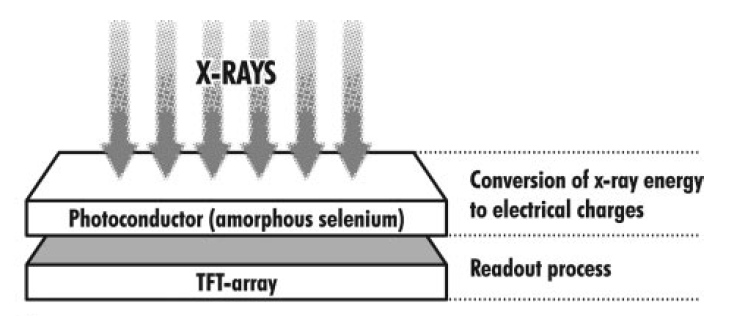 X-RAYS
Conversion of x-ray energy
to electrical charges
Photoconductor (amorphous selenium)
Readout process
TFT-array